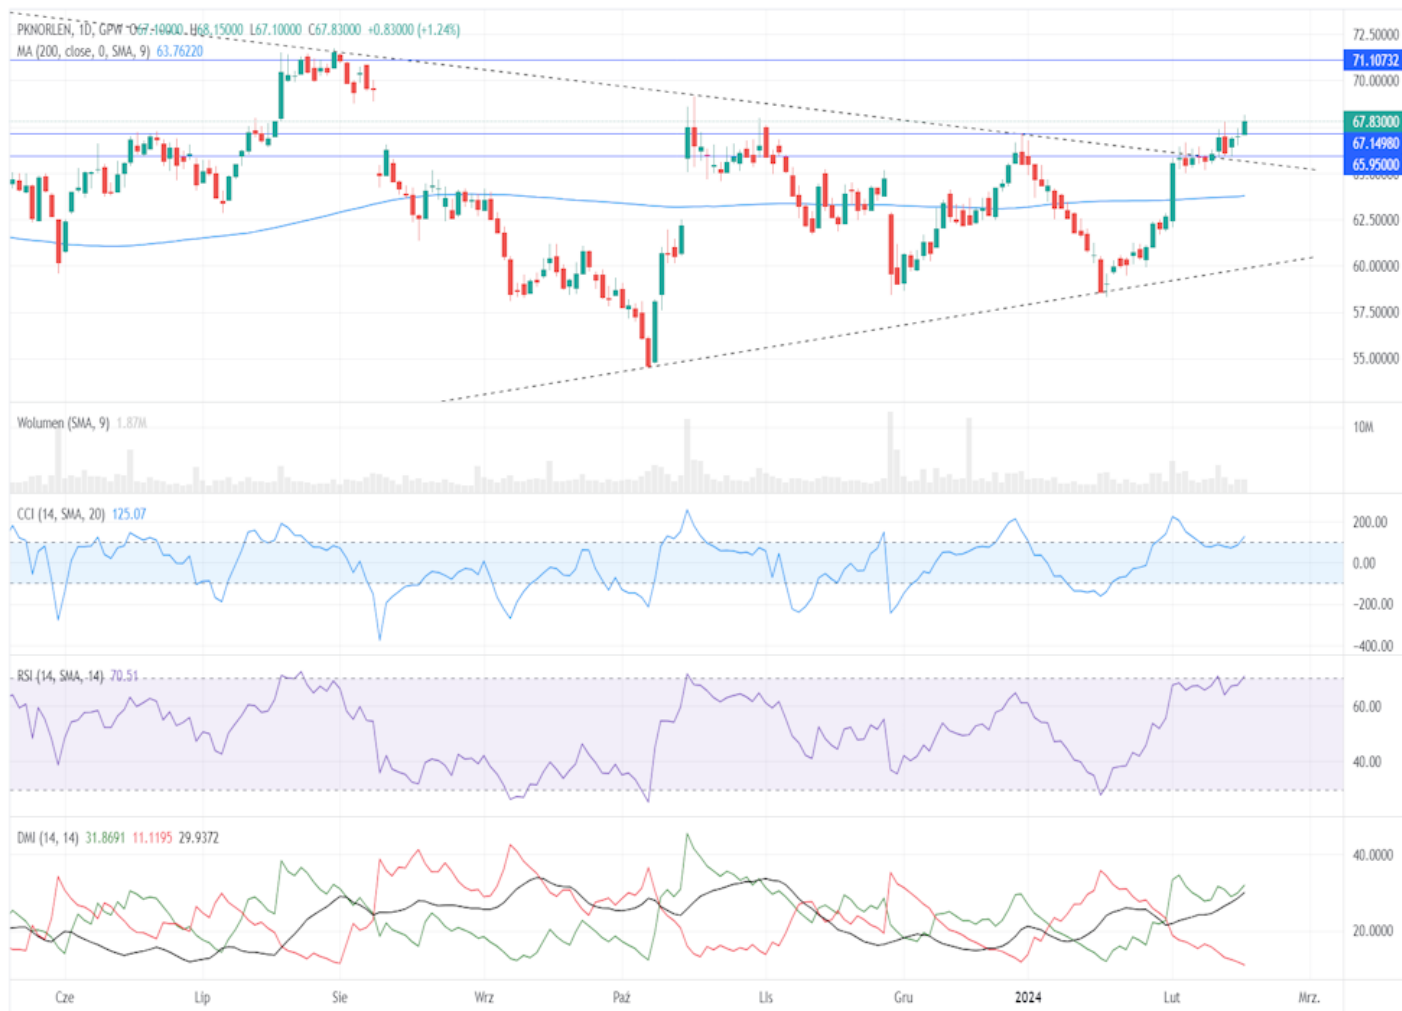 PKNORLEN, 1D, GPW O67.10000 H68.15000 L67.10000 C67.83000 +0.83000 (+1.24%)
MA (200, close, 0, SMA, 9) 63.76220
72.50000
71.10732
70.00000
67.83000
67.14980
65.95000
65.00000
62.50000
60.00000
57.50000
55.00000
Wolumen (SMA, 9) 1.87M
10M
CCI (14, SMA, 20) 125.07
200.00
0.00
−200.00
−400.00
RSI (14, SMA, 14) 70.51
60.00
40.00
DMI (14, 14) 31.8691 11.1195 29.9372
40.0000
20.0000
Cze Lip Sie Wrz Paź Lis Gru 2024 Lut Mrz.